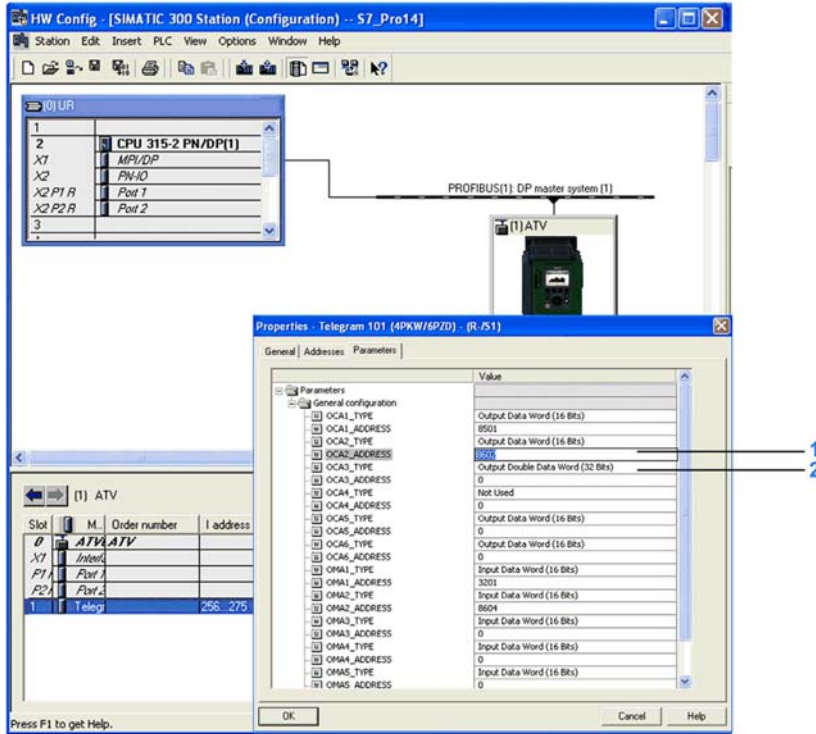 HW Config - [SIMATIC 300 Station (Configuration) -- S7_Pro14]
Station Edit Insert PLC View Options Window Help
(0) UR
1
2 CPU 315-2 PN/DP(1)
X1 MPI/DP
X2 PN-IO
X2 P1 R Port 1
X2 P2 R Port 2
3
PROFIBUS(1): DP master system (1)
(1) ATV
Properties - Telegram 101 (4PKW/6PZD) - (R-/S1)
General Addresses Parameters
Value
Parameters
General configuration
OCA1_TYPE Output Data Word (16 Bits)
OCA1_ADDRESS 8501
OCA2_TYPE Output Data Word (16 Bits)
OCA2_ADDRESS 8602
1
OCA3_TYPE Output Double Data Word (32 Bits)
2
OCA3_ADDRESS 0
OCA4_TYPE Not Used
OCA4_ADDRESS 0
OCA5_TYPE Output Data Word (16 Bits)
OCA5_ADDRESS 0
OCA6_TYPE Output Data Word (16 Bits)
OCA6_ADDRESS 0
OMA1_TYPE Input Data Word (16 Bits)
OMA1_ADDRESS 3201
OMA2_TYPE Input Data Word (16 Bits)
OMA2_ADDRESS 8604
OMA3_TYPE Input Data Word (16 Bits)
OMA3_ADDRESS 0
OMA4_TYPE Input Data Word (16 Bits)
OMA4_ADDRESS 0
OMA5_TYPE Input Data Word (16 Bits)
OMA5_ADDRESS 0
OK Cancel Help
(1) ATV
Slot M... Order number I address
0 ATV
X1
P1 Port 1
P2 Port 2
1 Telegr 256...275
Press F1 to get Help.